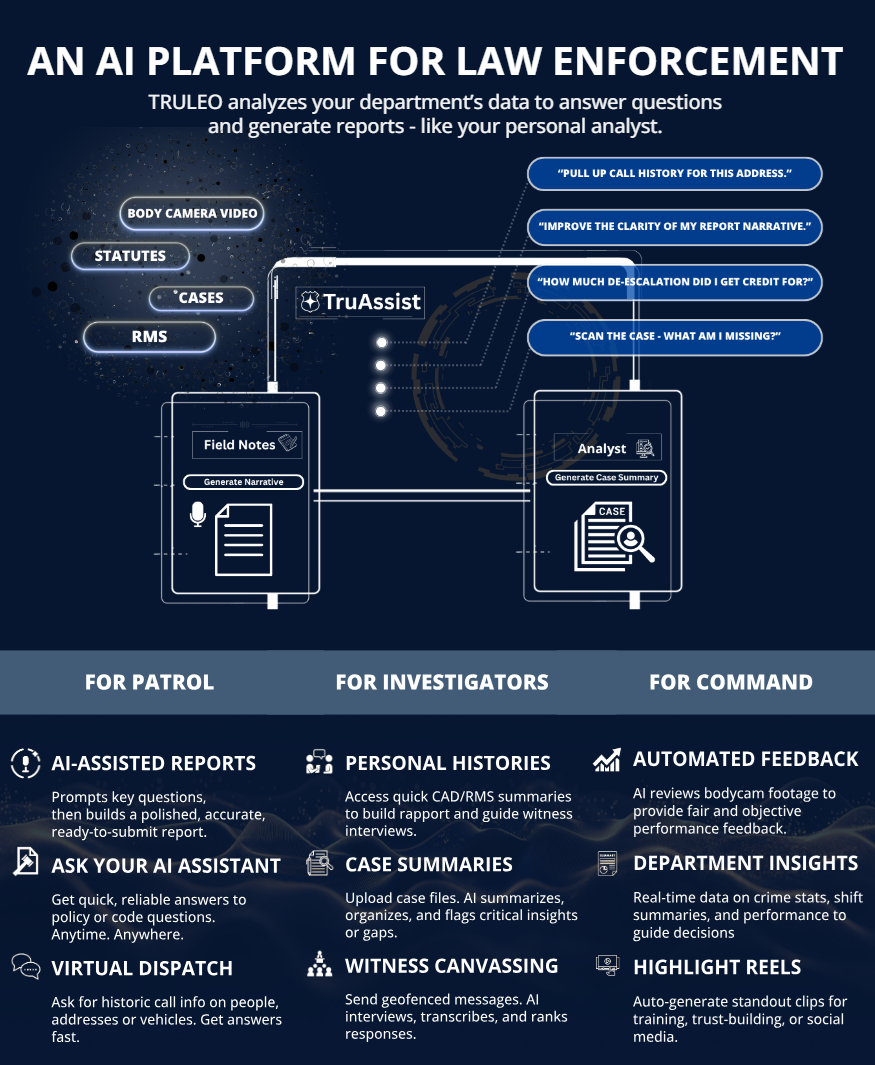 AN AI PLATFORM FOR LAW ENFORCEMENT
TRULEO analyzes your department's data to answer questions
and generate reports - like your personal analyst.
BODY CAMERA VIDEO
STATUTES
CASES
RMS
"PULL UP CALL HISTORY FOR THIS ADDRESS."
"IMPROVE THE CLARITY OF MY REPORT NARRATIVE."
"HOW MUCH DE-ESCALATION DID I GET CREDIT FOR?"
"SCAN THE CASE - WHAT AM I MISSING?"
TruAssist
Field Notes
Generate Narrative
Analyst
Generate Case Summary
CASE
FOR PATROL
AI-ASSISTED REPORTS
Prompts key questions,
then builds a polished, accurate,
ready-to-submit report.
ASK YOUR AI ASSISTANT
Get quick, reliable answers to
policy or code questions.
Anytime. Anywhere.
VIRTUAL DISPATCH
Ask for historic call info on people,
addresses or vehicles. Get answers
fast.
FOR INVESTIGATORS
PERSONAL HISTORIES
Access quick CAD/RMS summaries
to build rapport and guide witness
interviews.
CASE SUMMARIES
Upload case files. AI summarizes,
organizes, and flags critical insights
or gaps.
WITNESS CANVASSING
Send geofenced messages. AI
interviews, transcribes, and ranks
responses.
FOR COMMAND
AUTOMATED FEEDBACK
AI reviews bodycam footage to
provide fair and objective
performance feedback.
SUMMARY
DEPARTMENT INSIGHTS
Real-time data on crime stats, shift
summaries, and performance to
guide decisions
HIGHLIGHT REELS
Auto-generate standout clips for
training, trust-building, or social
media.